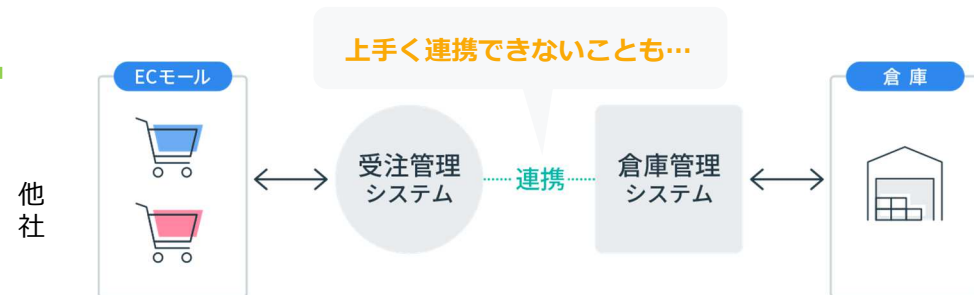 上手く連携できないことも…
ECモール
倉庫
他社
受注管理
システム
連携
倉庫管理
システム